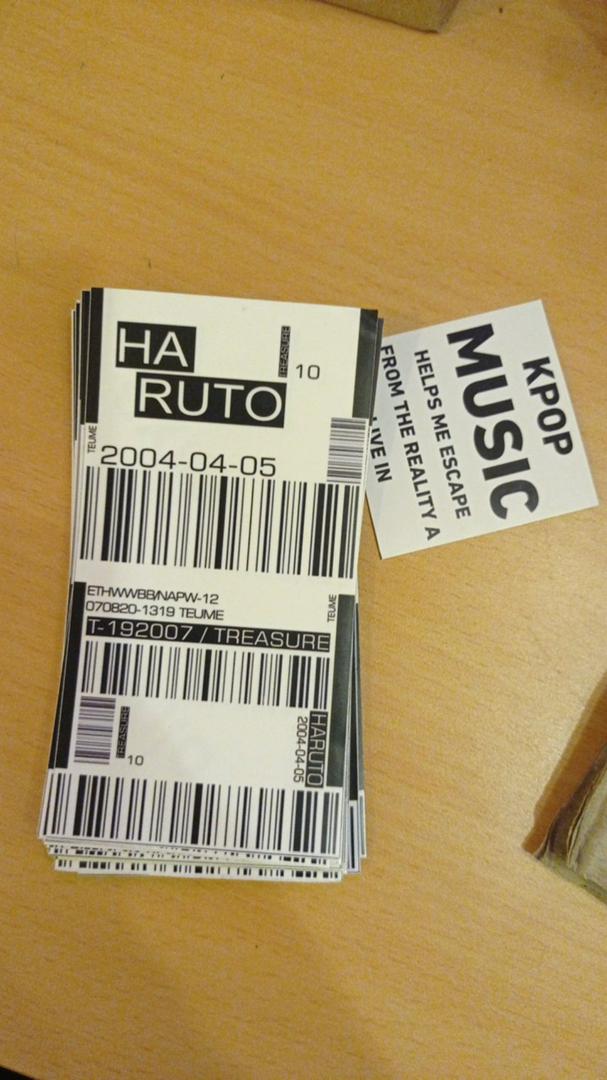 HA
RUTO
TREASURE
10
TEUME
2004-04-05
ETHWWBB/NAPW-12
070820-1319 TEUME
TEUME
T-192007 / TREASURE
TREASURE
10
HARUTO
2004-04-05
KPOP
MUSIC
HELPS ME ESCAPE
FROM THE REALITY A
LIVE IN